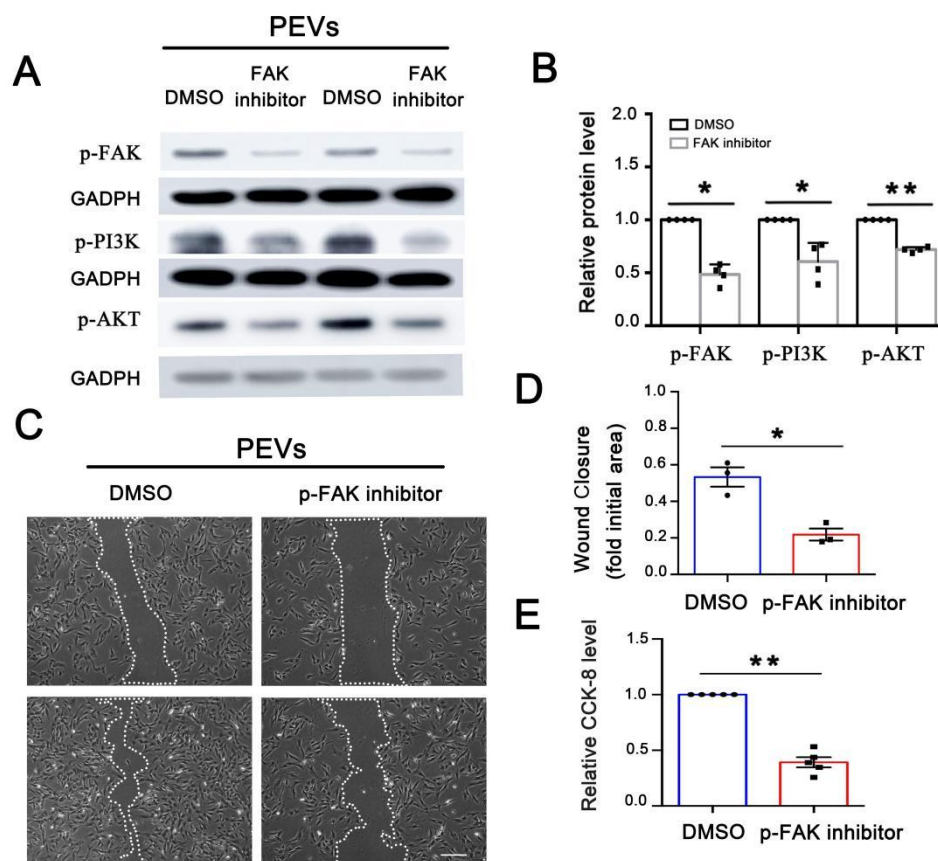 PEVs
A
DMSO
FAK
inhibitor
DMSO
FAK
inhibitor
p-FAK
GADPH
p-PI3K
GADPH
p-AKT
GADPH
B
Relative protein level
2.0
1.5
1.0
0.5
0.0
DMSO
FAK inhibitor
*
*
**
p-FAK
p-PI3K
p-AKT
C
PEVs
DMSO
p-FAK inhibitor
D
Wound Closure
(fold initial area)
1.0
0.8
0.6
0.4
0.2
0.0
*
DMSO
p-FAK inhibitor
E
Relative CCK-8 level
1.5
1.0
0.5
0.0
**
DMSO
p-FAK inhibitor